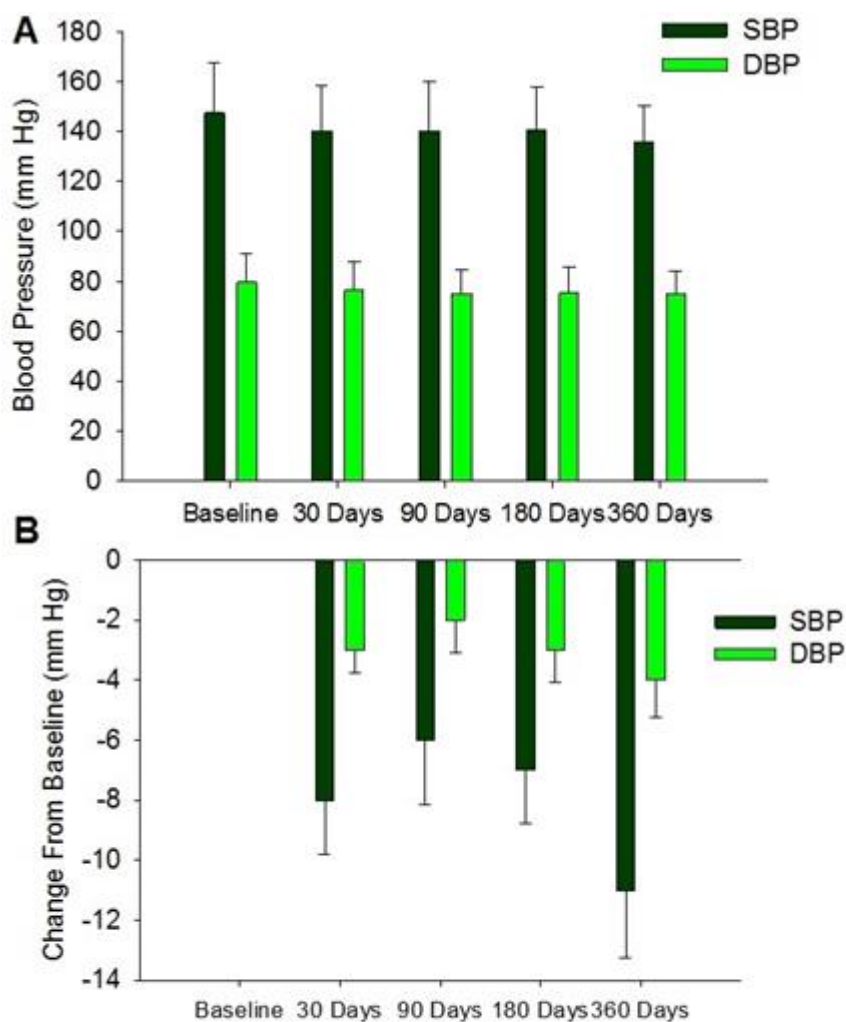 A
180
160
140
120
100
80
60
40
20
0
Blood Pressure (mm Hg)
SBP
DBP
Baseline 30 Days 90 Days 180 Days 360 Days
B
0
-2
-4
-6
-8
-10
-12
-14
Change From Baseline (mm Hg)
SBP
DBP
Baseline 30 Days 90 Days 180 Days 360 Days